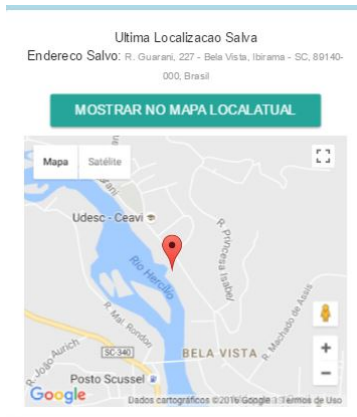 Ultima Localizacao Salva
Endereco Salvo: R. Guarani, 227 - Bela Vista, Ibirama - SC, 89140-
000, Brasil
MOSTRAR NO MAPA LOCALATUAL
Mapa Satélite
Udesc - Ceavi
R. Princesa Isabel
Rio Hercílio
R. Mal. Rondon
R. Machado de Assis
SC-340
BELA VISTA
R. João Aurich
Posto Scussel
Google
Dados cartográficos ©2016 Google Termos de Uso